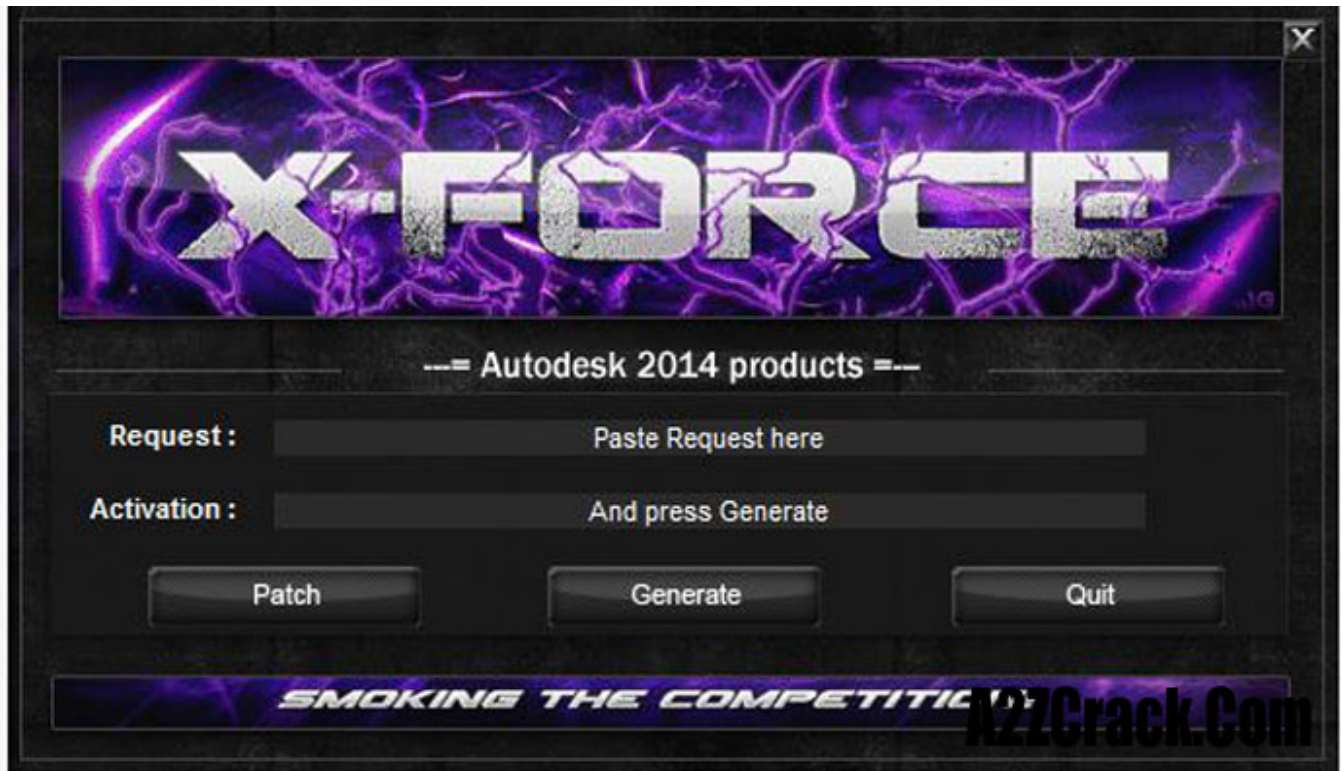 X
X-FORCE
---= Autodesk 2014 products =---
Request :
Paste Request here
Activation :
And press Generate
Patch
Generate
Quit
SMOKING THE COMPETITION
A2ZCrack.Com